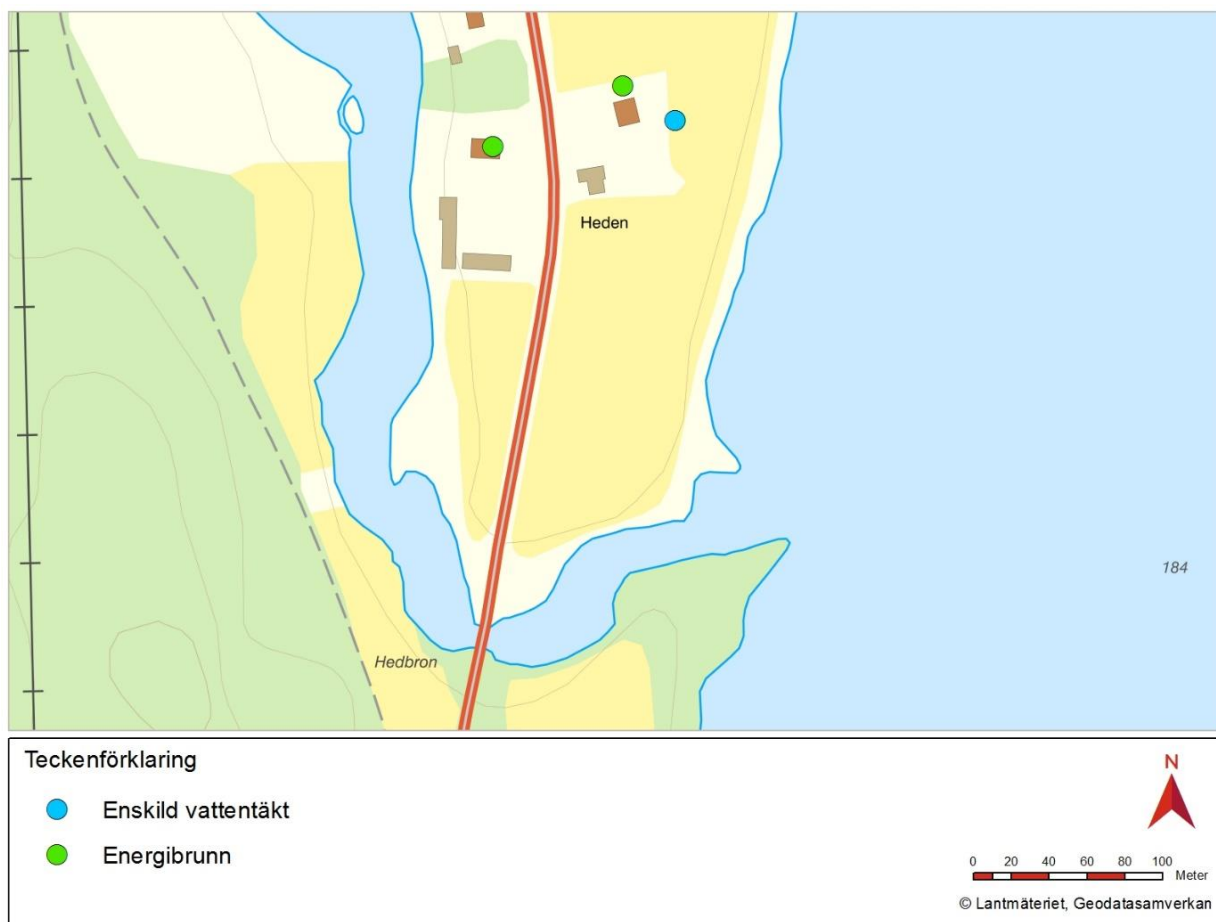 Heden
184
Hedbron
Teckenförklaring
Enskild vattentäkt
Energibrunn
N
0 20 40 60 80 100
Meter
© Lantmäteriet, Geodatasamverkan